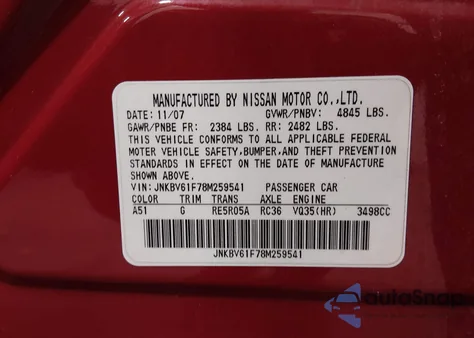 MANUFACTURED BY NISSAN MOTOR CO.,LTD.
DATE: 11/07 GVWR/PNBV: 4845 LBS.
GAWR/PNBE FR: 2384 LBS. RR: 2482 LBS.
THIS VEHICLE CONFORMS TO ALL APPLICABLE FEDERAL
MOTOR VEHICLE SAFETY, BUMPER, AND THEFT PREVENTION
STANDARDS IN EFFECT ON THE DATE OF MANUFACTURE
SHOWN ABOVE.
VIN: JNKBV61F78M259541 PASSENGER CAR
COLOR TRIM TRANS AXLE ENGINE
A51 G RE5R05A RC36 VQ35(HR) 3498CC
JNKBV61F78M259541
autoSnap